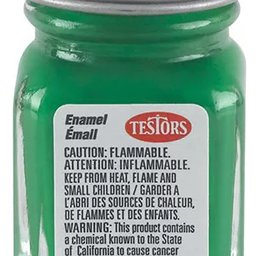 Enamel
Émail
TESTORS
CAUTION: FLAMMABLE.
ATTENTION: INFLAMMABLE.
KEEP FROM HEAT, FLAME AND
SMALL CHILDREN / GARDER A
L'ABRI DES SOURCES DE CHALEUR,
DE FLAMMES ET DES ENFANTS.
WARNING: This product contains
a chemical known to the State
of California to cause cancer